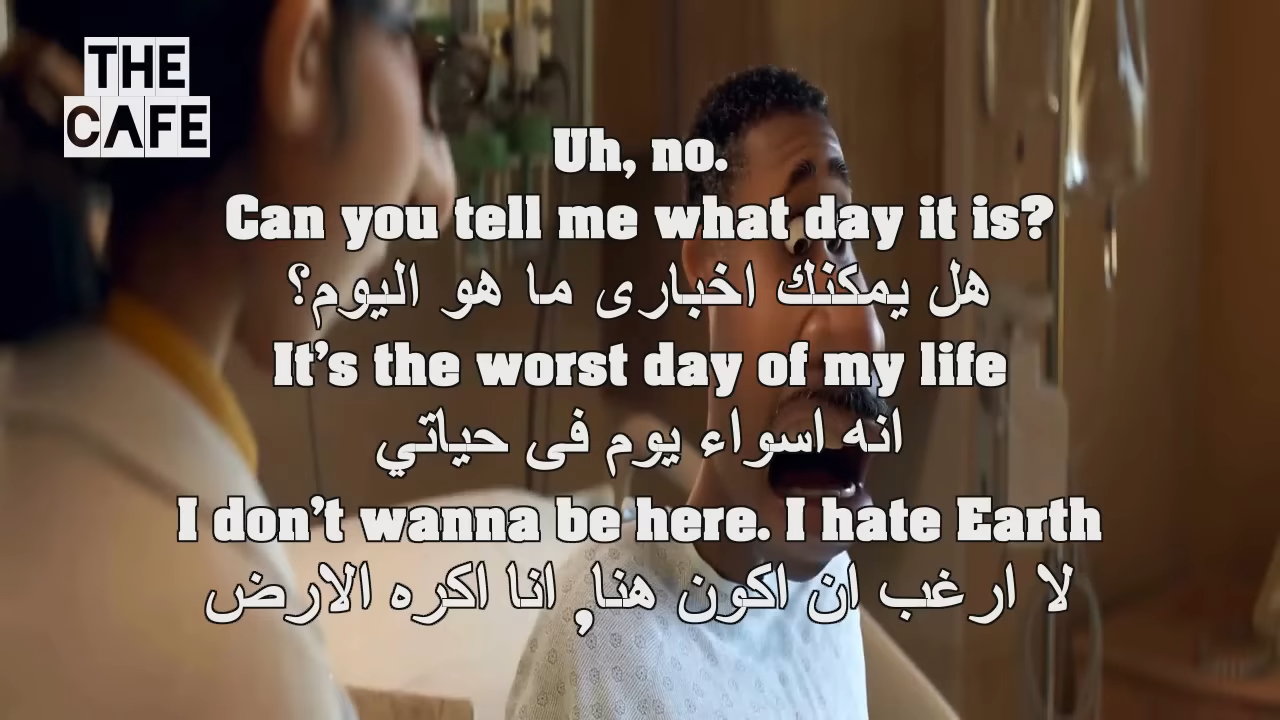 THE
CAFE
Uh, no.
Can you tell me what day it is?
هل يمكنك اخبارى ما هو اليوم؟
It's the worst day of my life
انه اسواء يوم فى حياتي
I don't wanna be here. I hate Earth
لا ارغب ان اكون هنا, انا اكره الارض